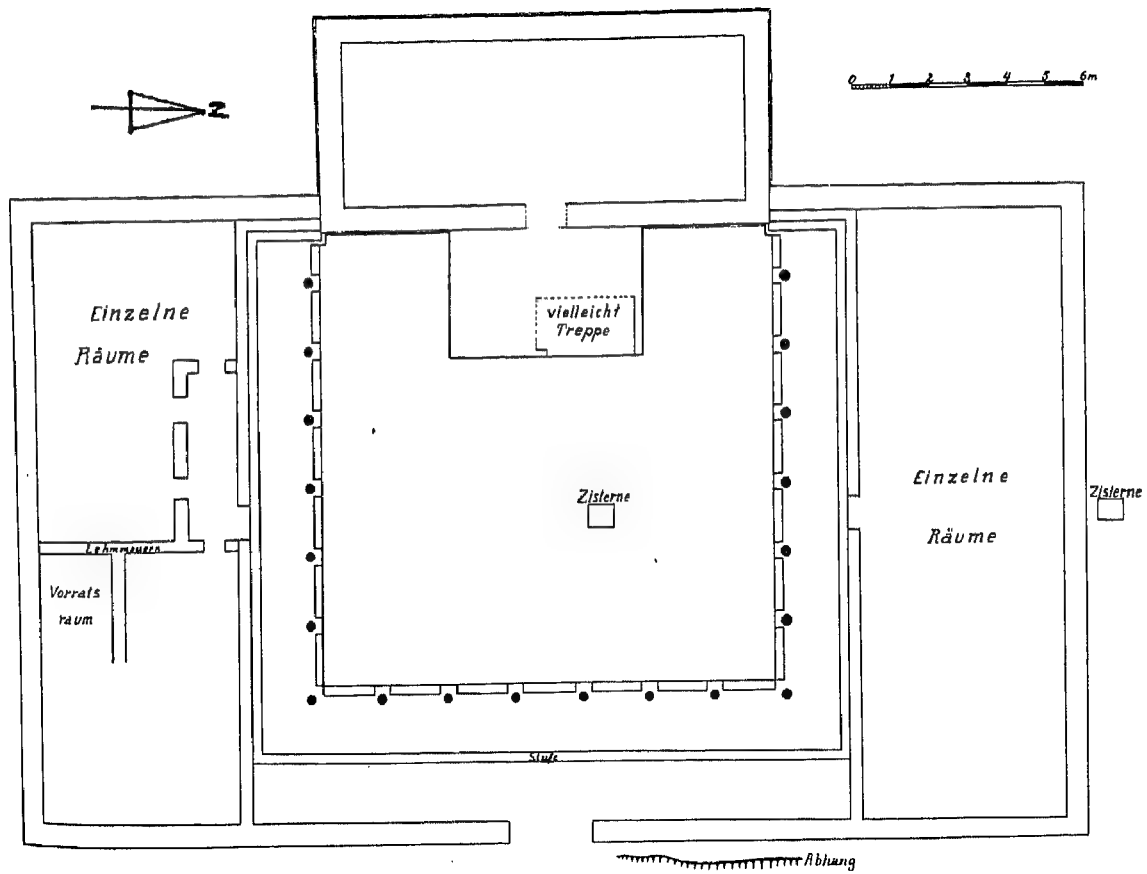 0 1 2 3 4 5 6m
N
Einzelne
Räume
vielleicht
Treppe
Zisterne
Einzelne
Räume
Zisterne
Lehmmauern
Vorrats
raum
Stufe
Abhang